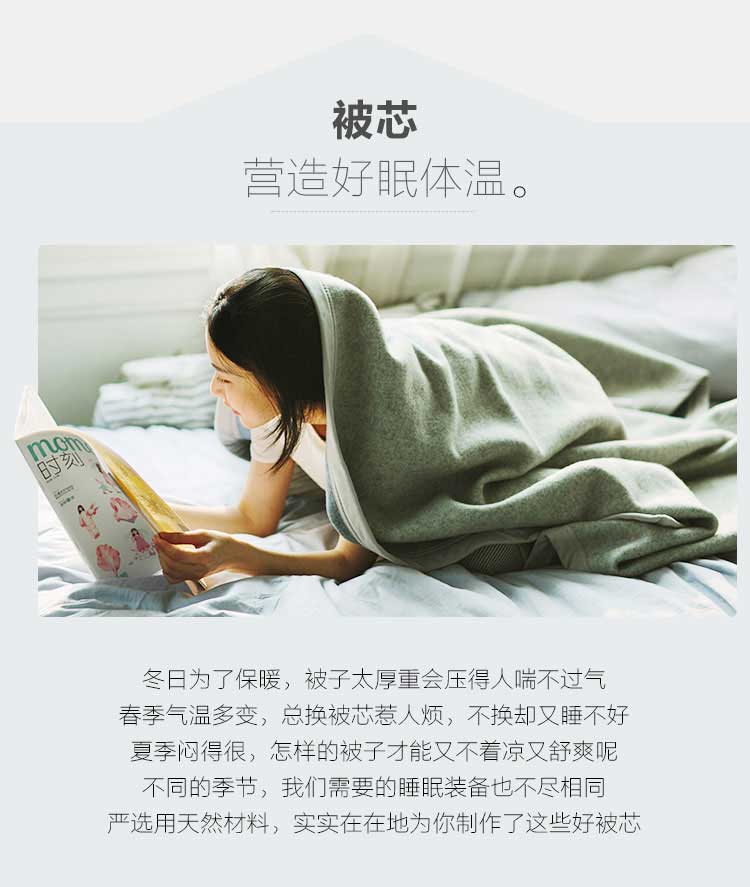 被芯
营造好眠体温。
mom
时刻
冬日为了保暖，被子太厚重会压得人喘不过气
春季气温多变，总换被芯惹人烦，不换却又睡不好
夏季闷得很，怎样的被子才能又不着凉又舒爽呢
不同的季节，我们需要的睡眠装备也不尽相同
严选用天然材料，实实在在地为你制作了这些好被芯